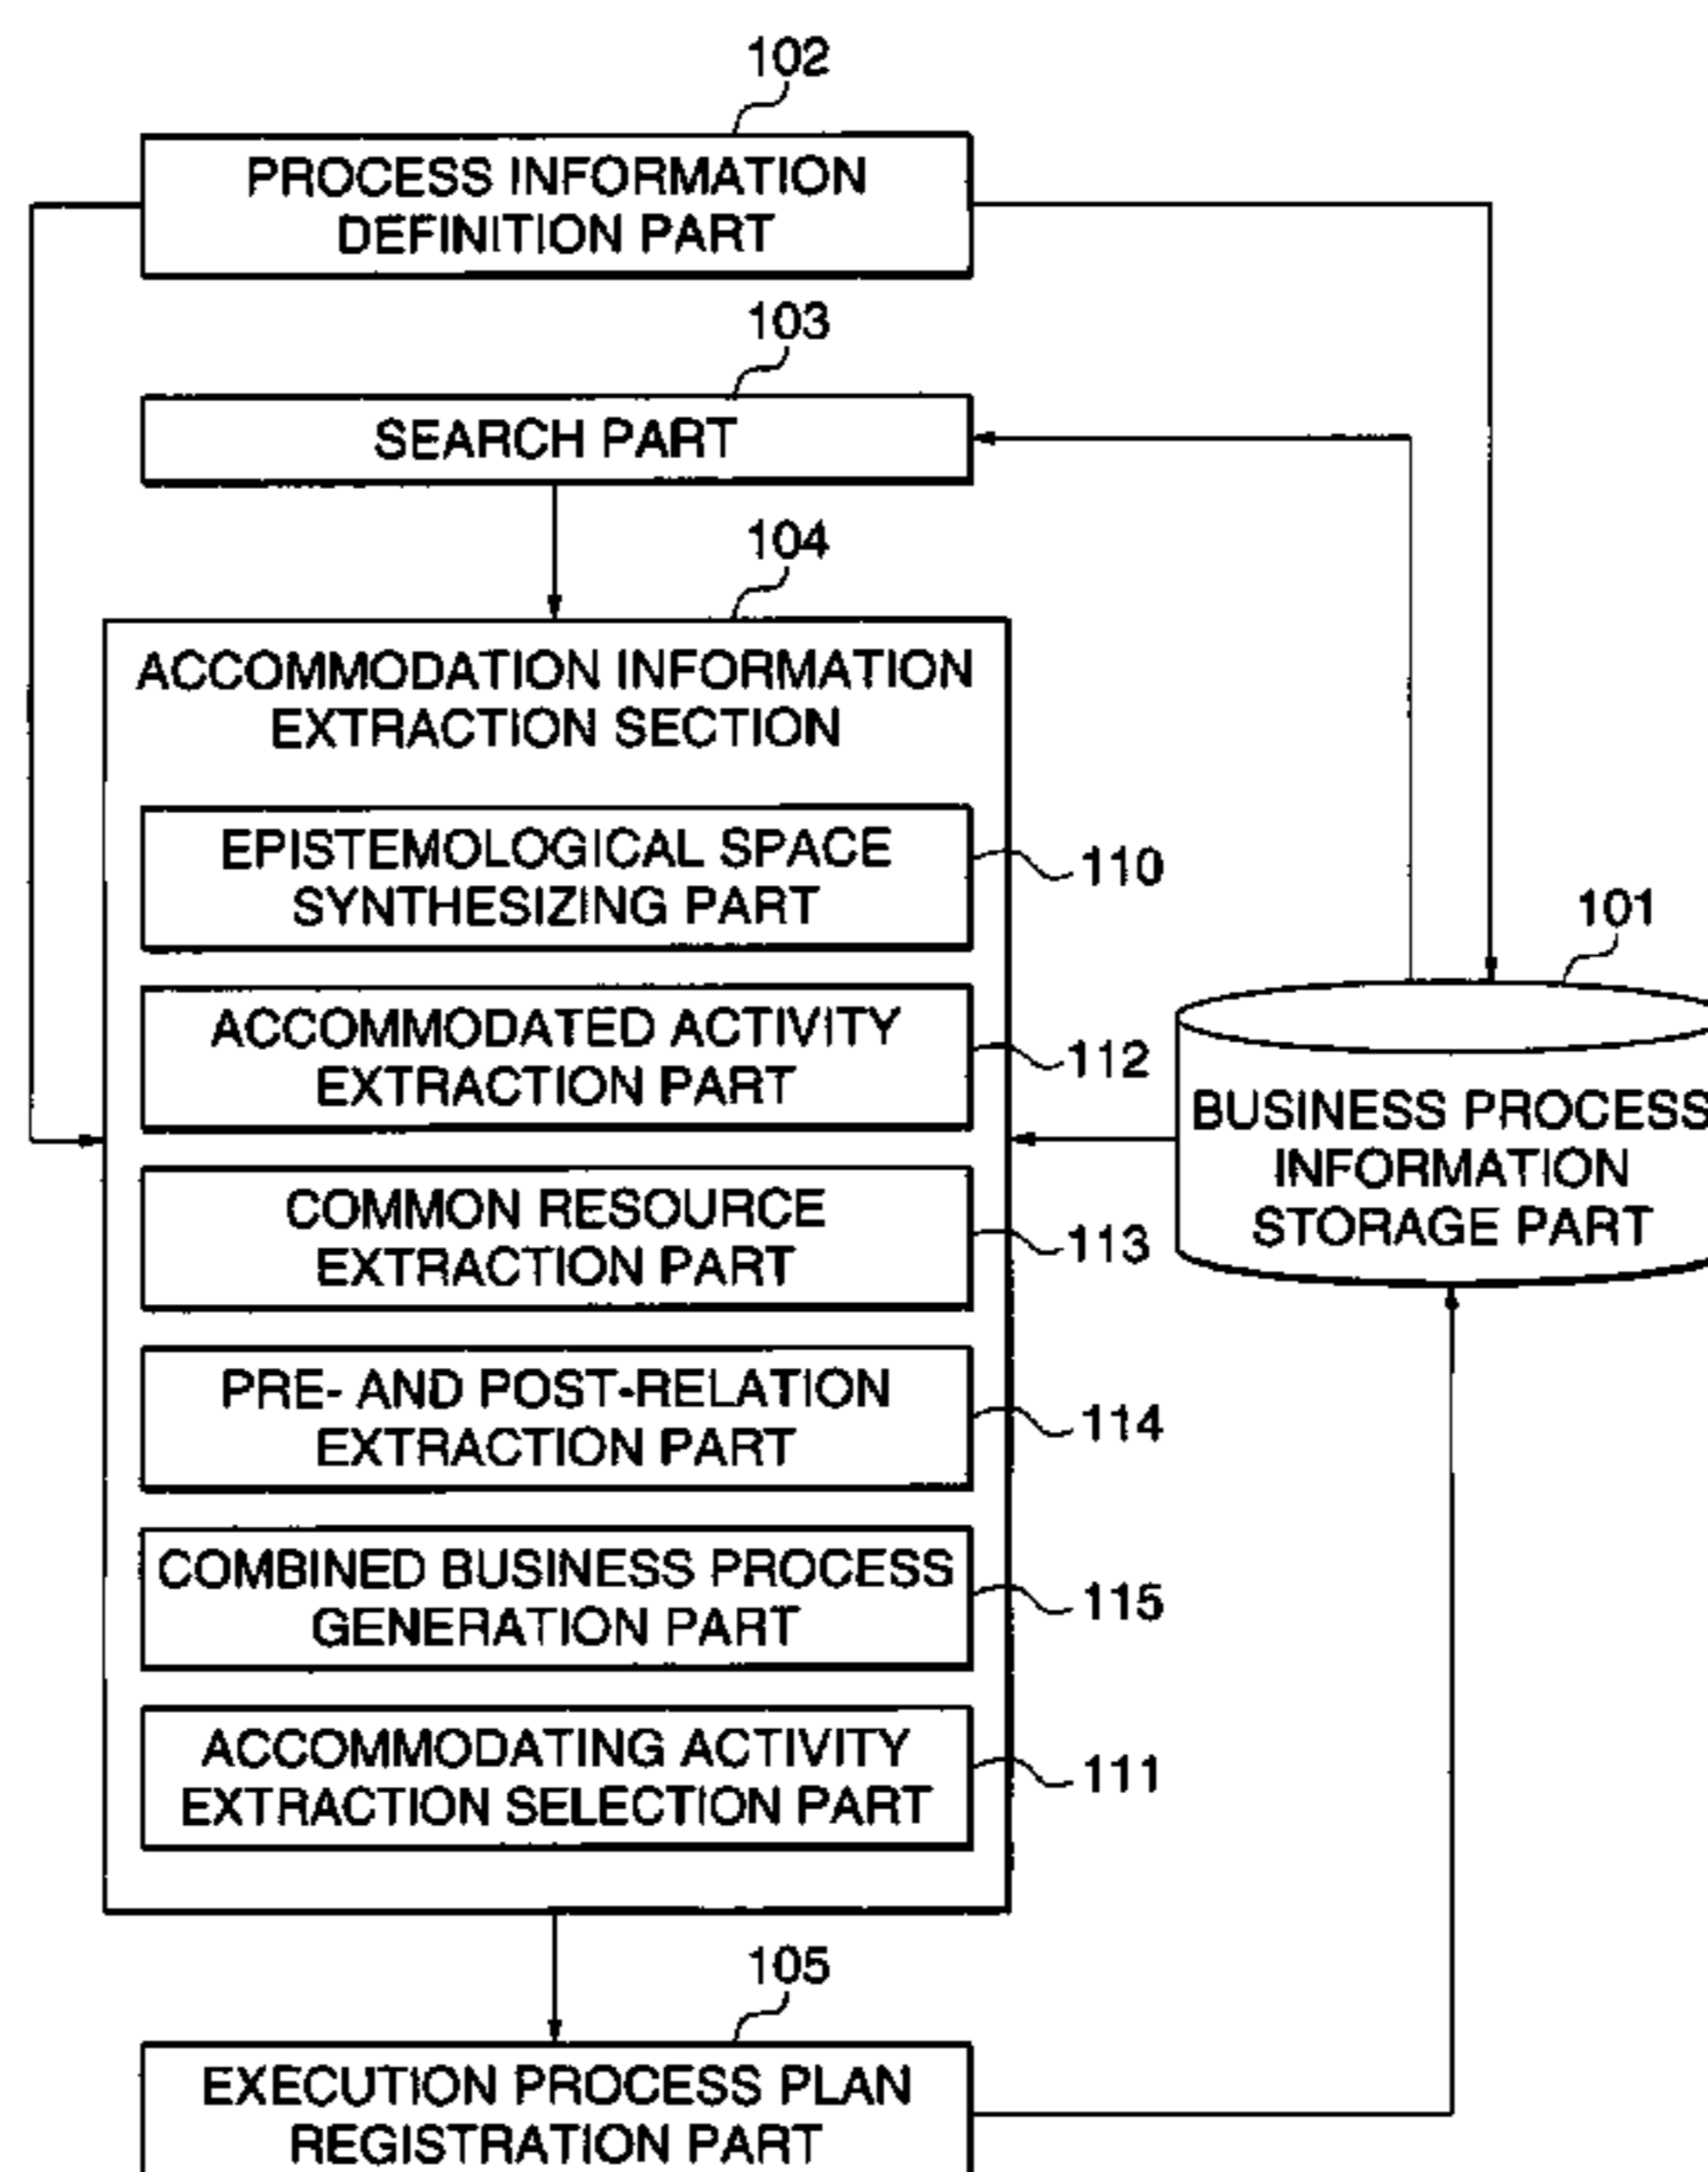 102
PROCESS INFORMATION
DEFINITION PART
103
SEARCH PART
104
ACCOMMODATION INFORMATION
EXTRACTION SECTION
EPISTEMOLOGICAL SPACE
SYNTHESIZING PART
110
ACCOMMODATED ACTIVITY
EXTRACTION PART
112
COMMON RESOURCE
EXTRACTION PART
113
PRE- AND POST-RELATION
EXTRACTION PART
114
COMBINED BUSINESS PROCESS
GENERATION PART
115
ACCOMMODATING ACTIVITY
EXTRACTION SELECTION PART
111
101
BUSINESS PROCESS
INFORMATION
STORAGE PART
105
EXECUTION PROCESS PLAN
REGISTRATION PART